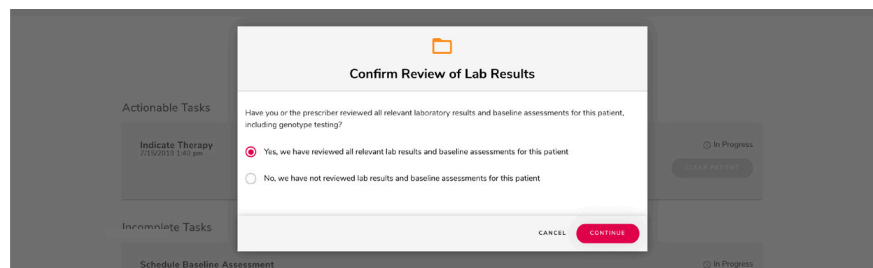 Confirm Review of Lab Results
Actionable Tasks
Have you or the prescriber reviewed all relevant laboratory results and baseline assessments for this patient,
including genotype testing?
Indicate Therapy
7/15/2019 1:40 pm
In Progress
Yes, we have reviewed all relevant lab results and baseline assessments for this patient
CLEAR PATIENT
No, we have not reviewed lab results and baseline assessments for this patient
Incomplete Tasks
CANCEL
CONTINUE
Schedule Baseline Assessment
In Progress